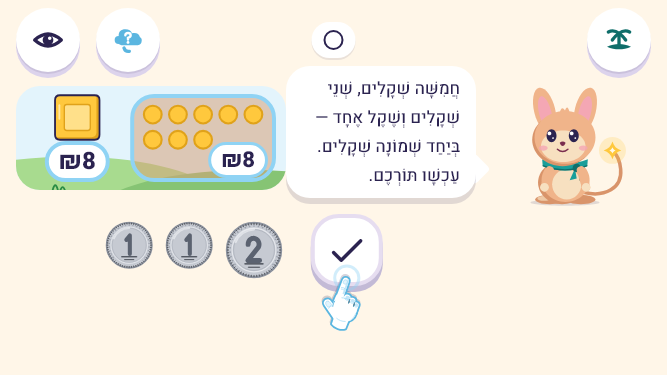 ?
חֲמִשָּׁה שְׁקָלִים, שְׁנֵי
שְׁקָלִים וְשֶׁקֶל אֶחָד –
בְּיַחַד שְׁמוֹנָה שְׁקָלִים.
עַכְשָׁו תּוֹרְכֶם.
₪8
₪8
1 1 2